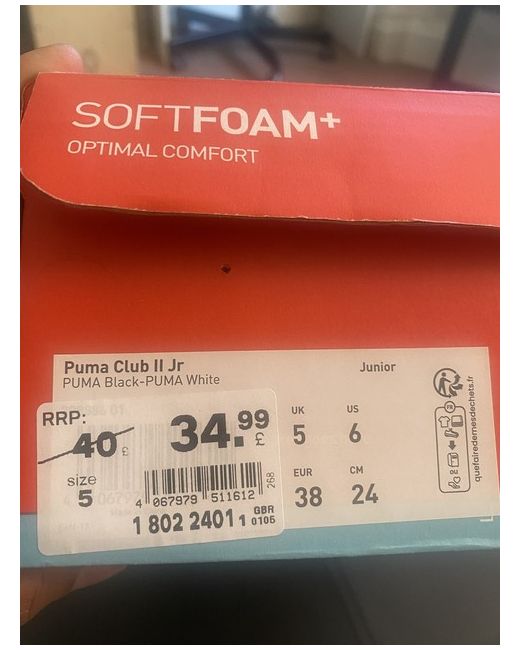 SOFTFOAM+
OPTIMAL COMFORT
Puma Club II Jr
Junior
PUMA Black-PUMA White
RRP:
40 £
34.99 £
size
5
4 067979 511612
268
1 802 2401 1 GBR 0105
UK US
5 6
EUR CM
38 24
FR
quefairedemesdechets.fr